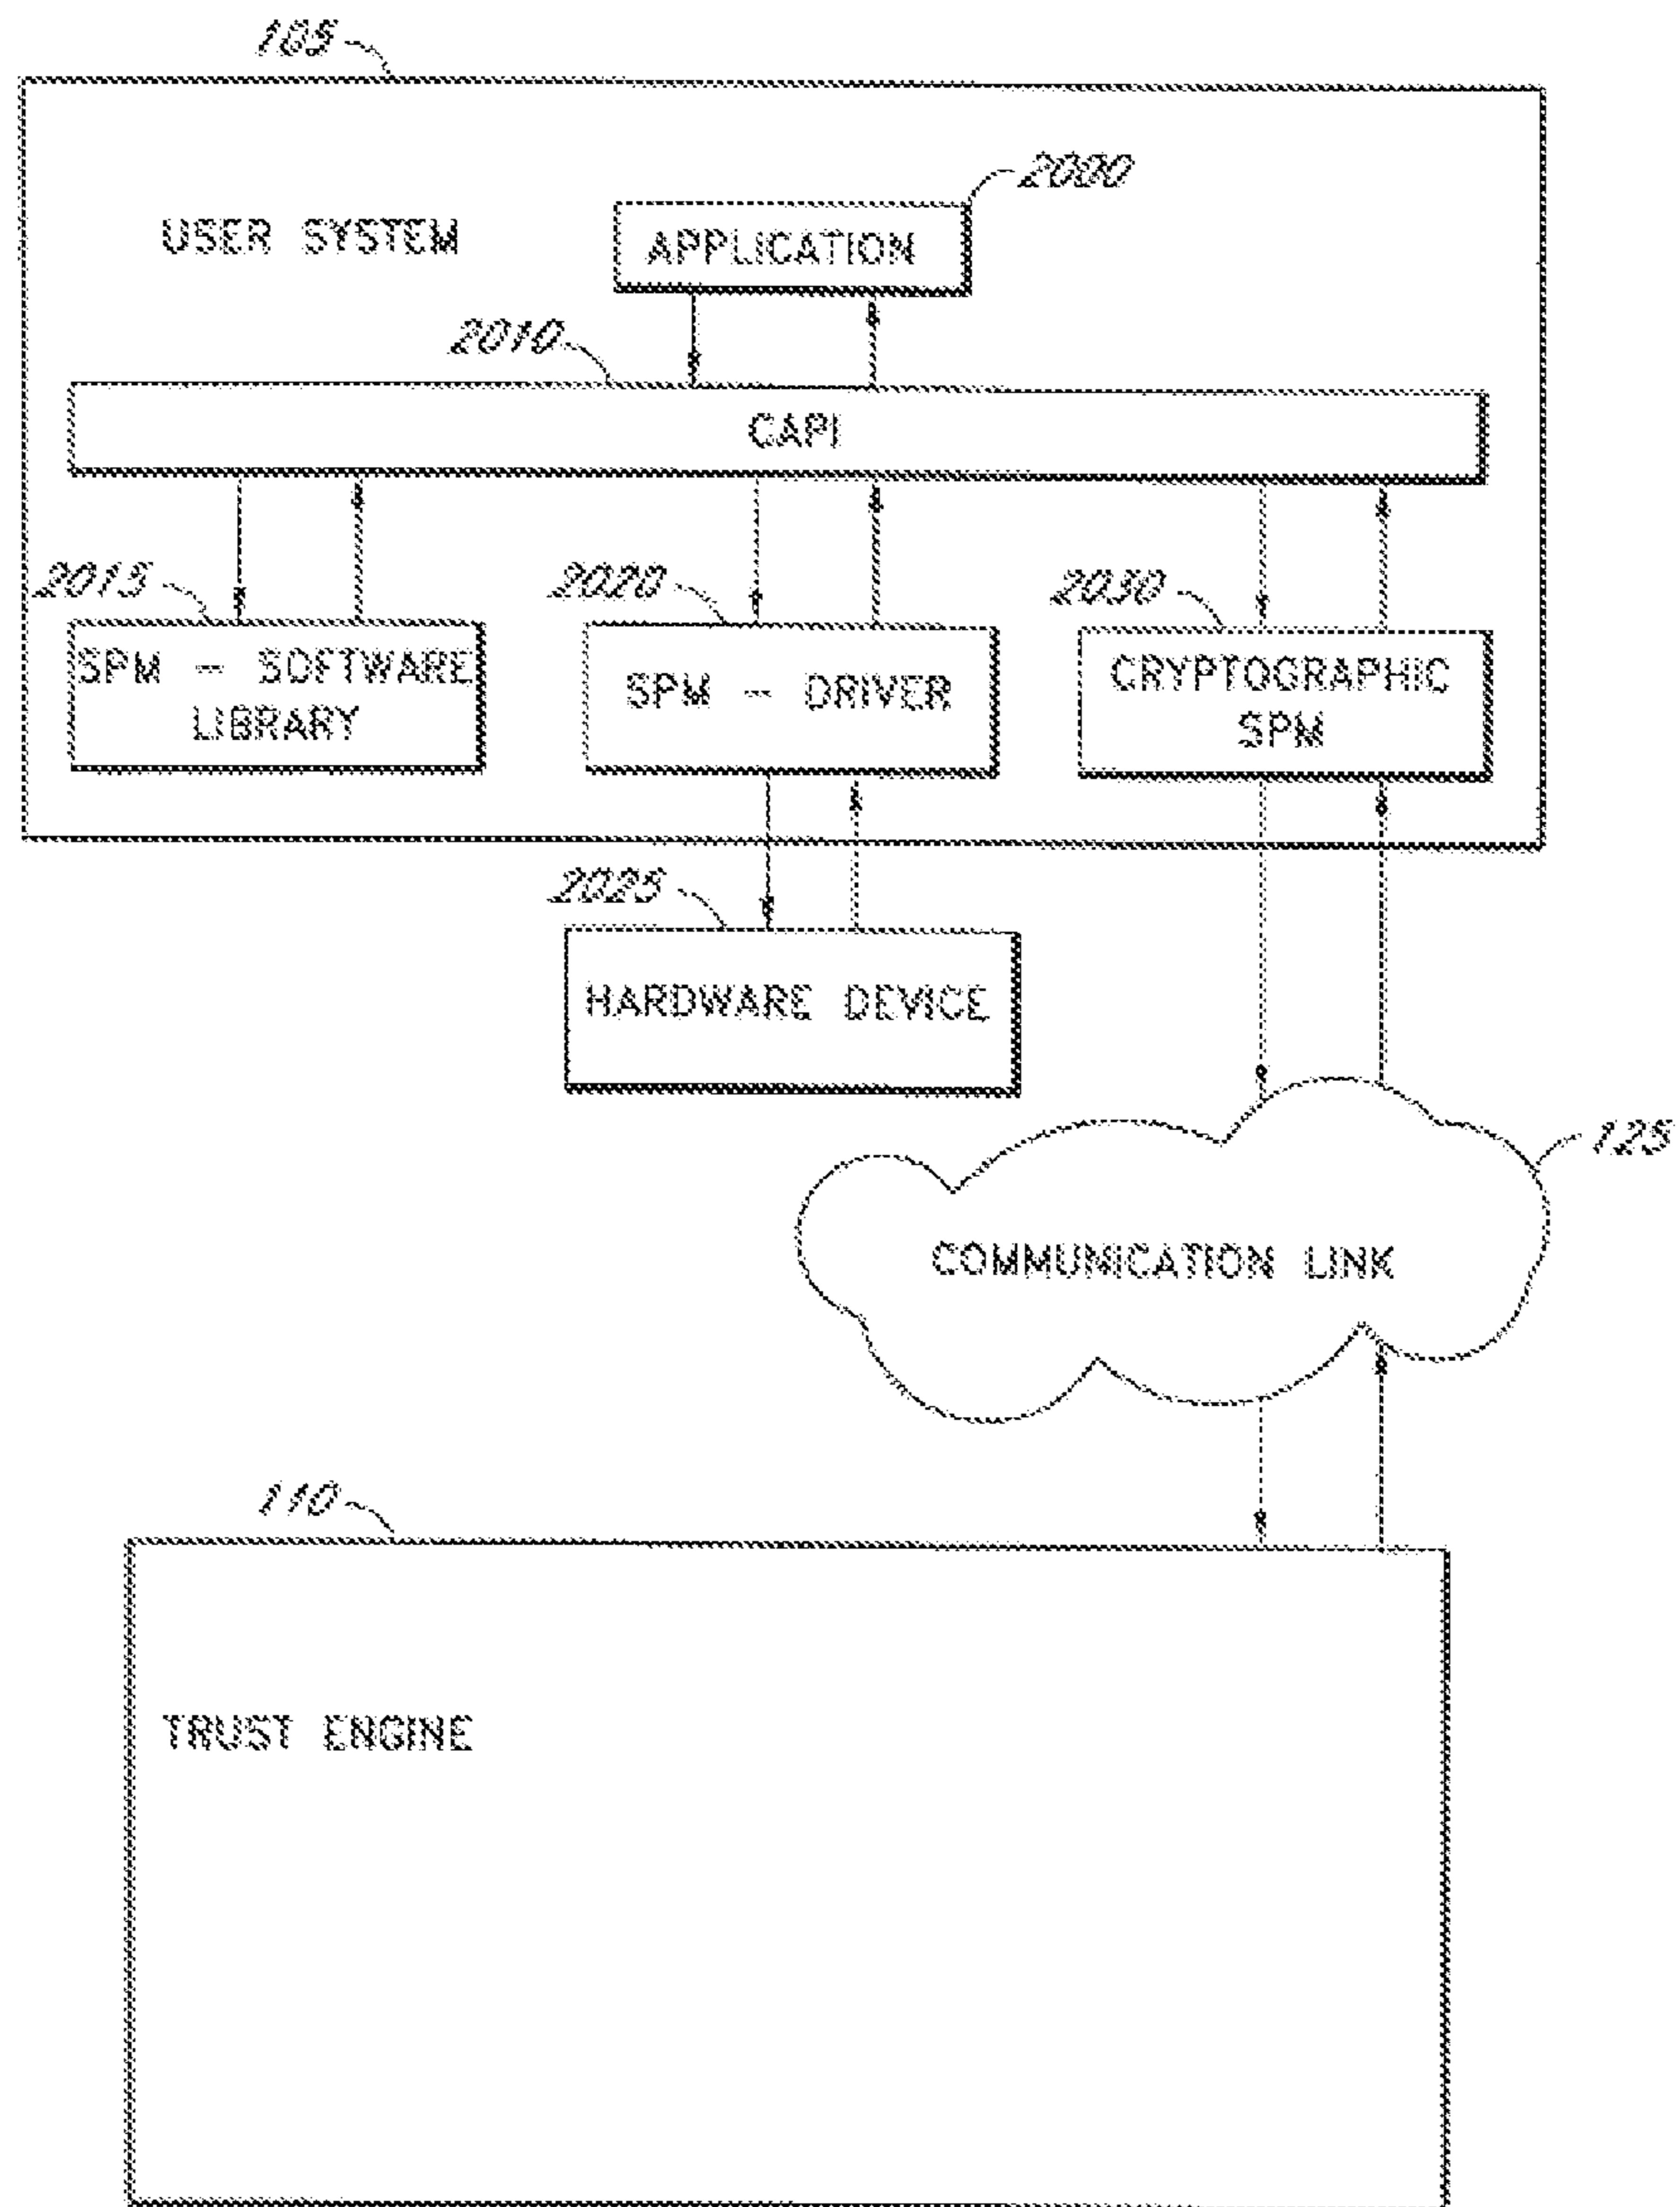 105
2000
USER SYSTEM
APPLICATION
2010
CAPI
2015
2020
2030
SPM - SOFTWARE
LIBRARY
SPM - DRIVER
CRYPTOGRAPHIC
SPM
2025
HARDWARE DEVICE
125
COMMUNICATION LINK
110
TRUST ENGINE